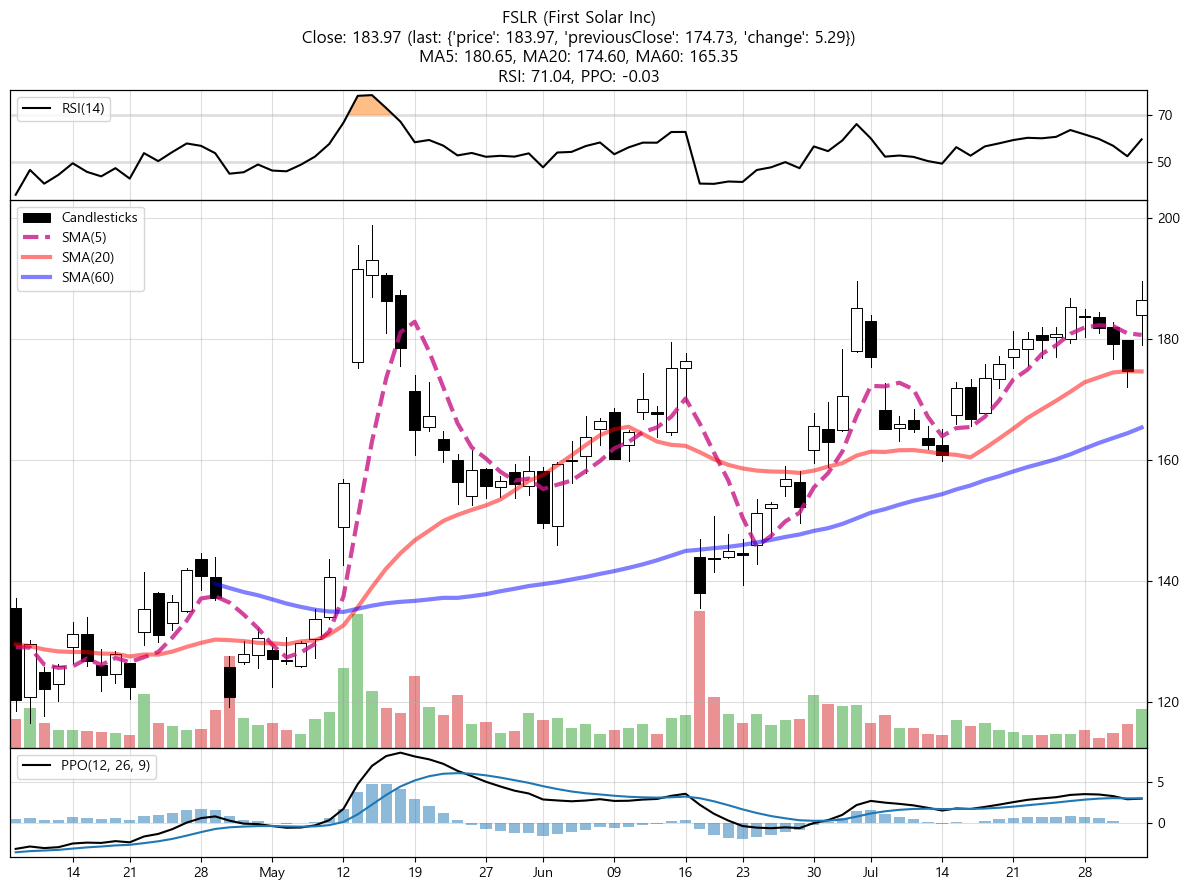 FSLR (First Solar Inc)
Close: 183.97 (last: {'price': 183.97, 'previousClose': 174.73, 'change': 5.29})
MA5: 180.65, MA20: 174.60, MA60: 165.35
RSI: 71.04, PPO: -0.03
RSI(14)
70
50
Candlesticks
SMA(5)
SMA(20)
SMA(60)
200
180
160
140
120
PPO(12, 26, 9)
5
0
14 21 28 May 12 19 27 Jun 09 16 23 30 Jul 14 21 28